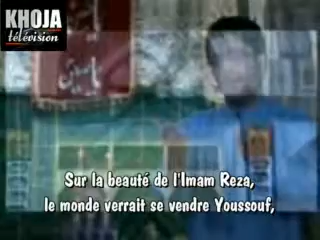 KHOJA
télévision
Sur la beauté de l'Imam Reza,
le monde verrait se vendre Youssouf,